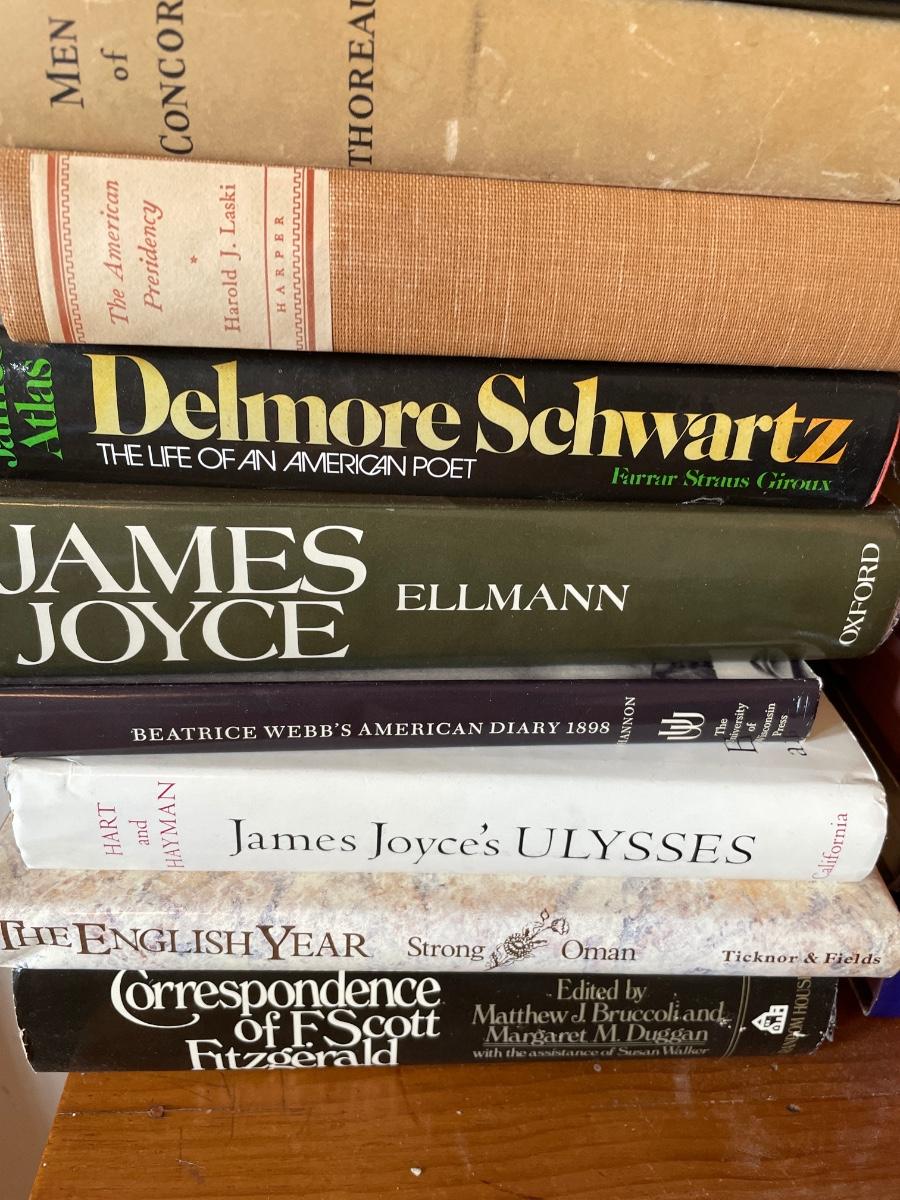 MEN
of
CONCOR
THOREAU
The American
Presidency
*
Harold J. Laski
HARPER
James
Atlas
Delmore Schwartz
THE LIFE OF AN AMERICAN POET
Farrar Straus Giroux
JAMES
JOYCE
ELLMANN
OXFORD
BEATRICE WEBB'S AMERICAN DIARY 1898
HANNON
The
University
of
Wisconsin
Press
HART
and
HAYMAN
James Joyce's ULYSSES
California
THE ENGLISH YEAR
Strong
Oman
Ticknor & Fields
Correspondence
of F. Scott
Fitzgerald
Edited by
Matthew J. Bruccoli and
Margaret M. Duggan
with the assistance of Susan Walker
RANDOM HOUSE